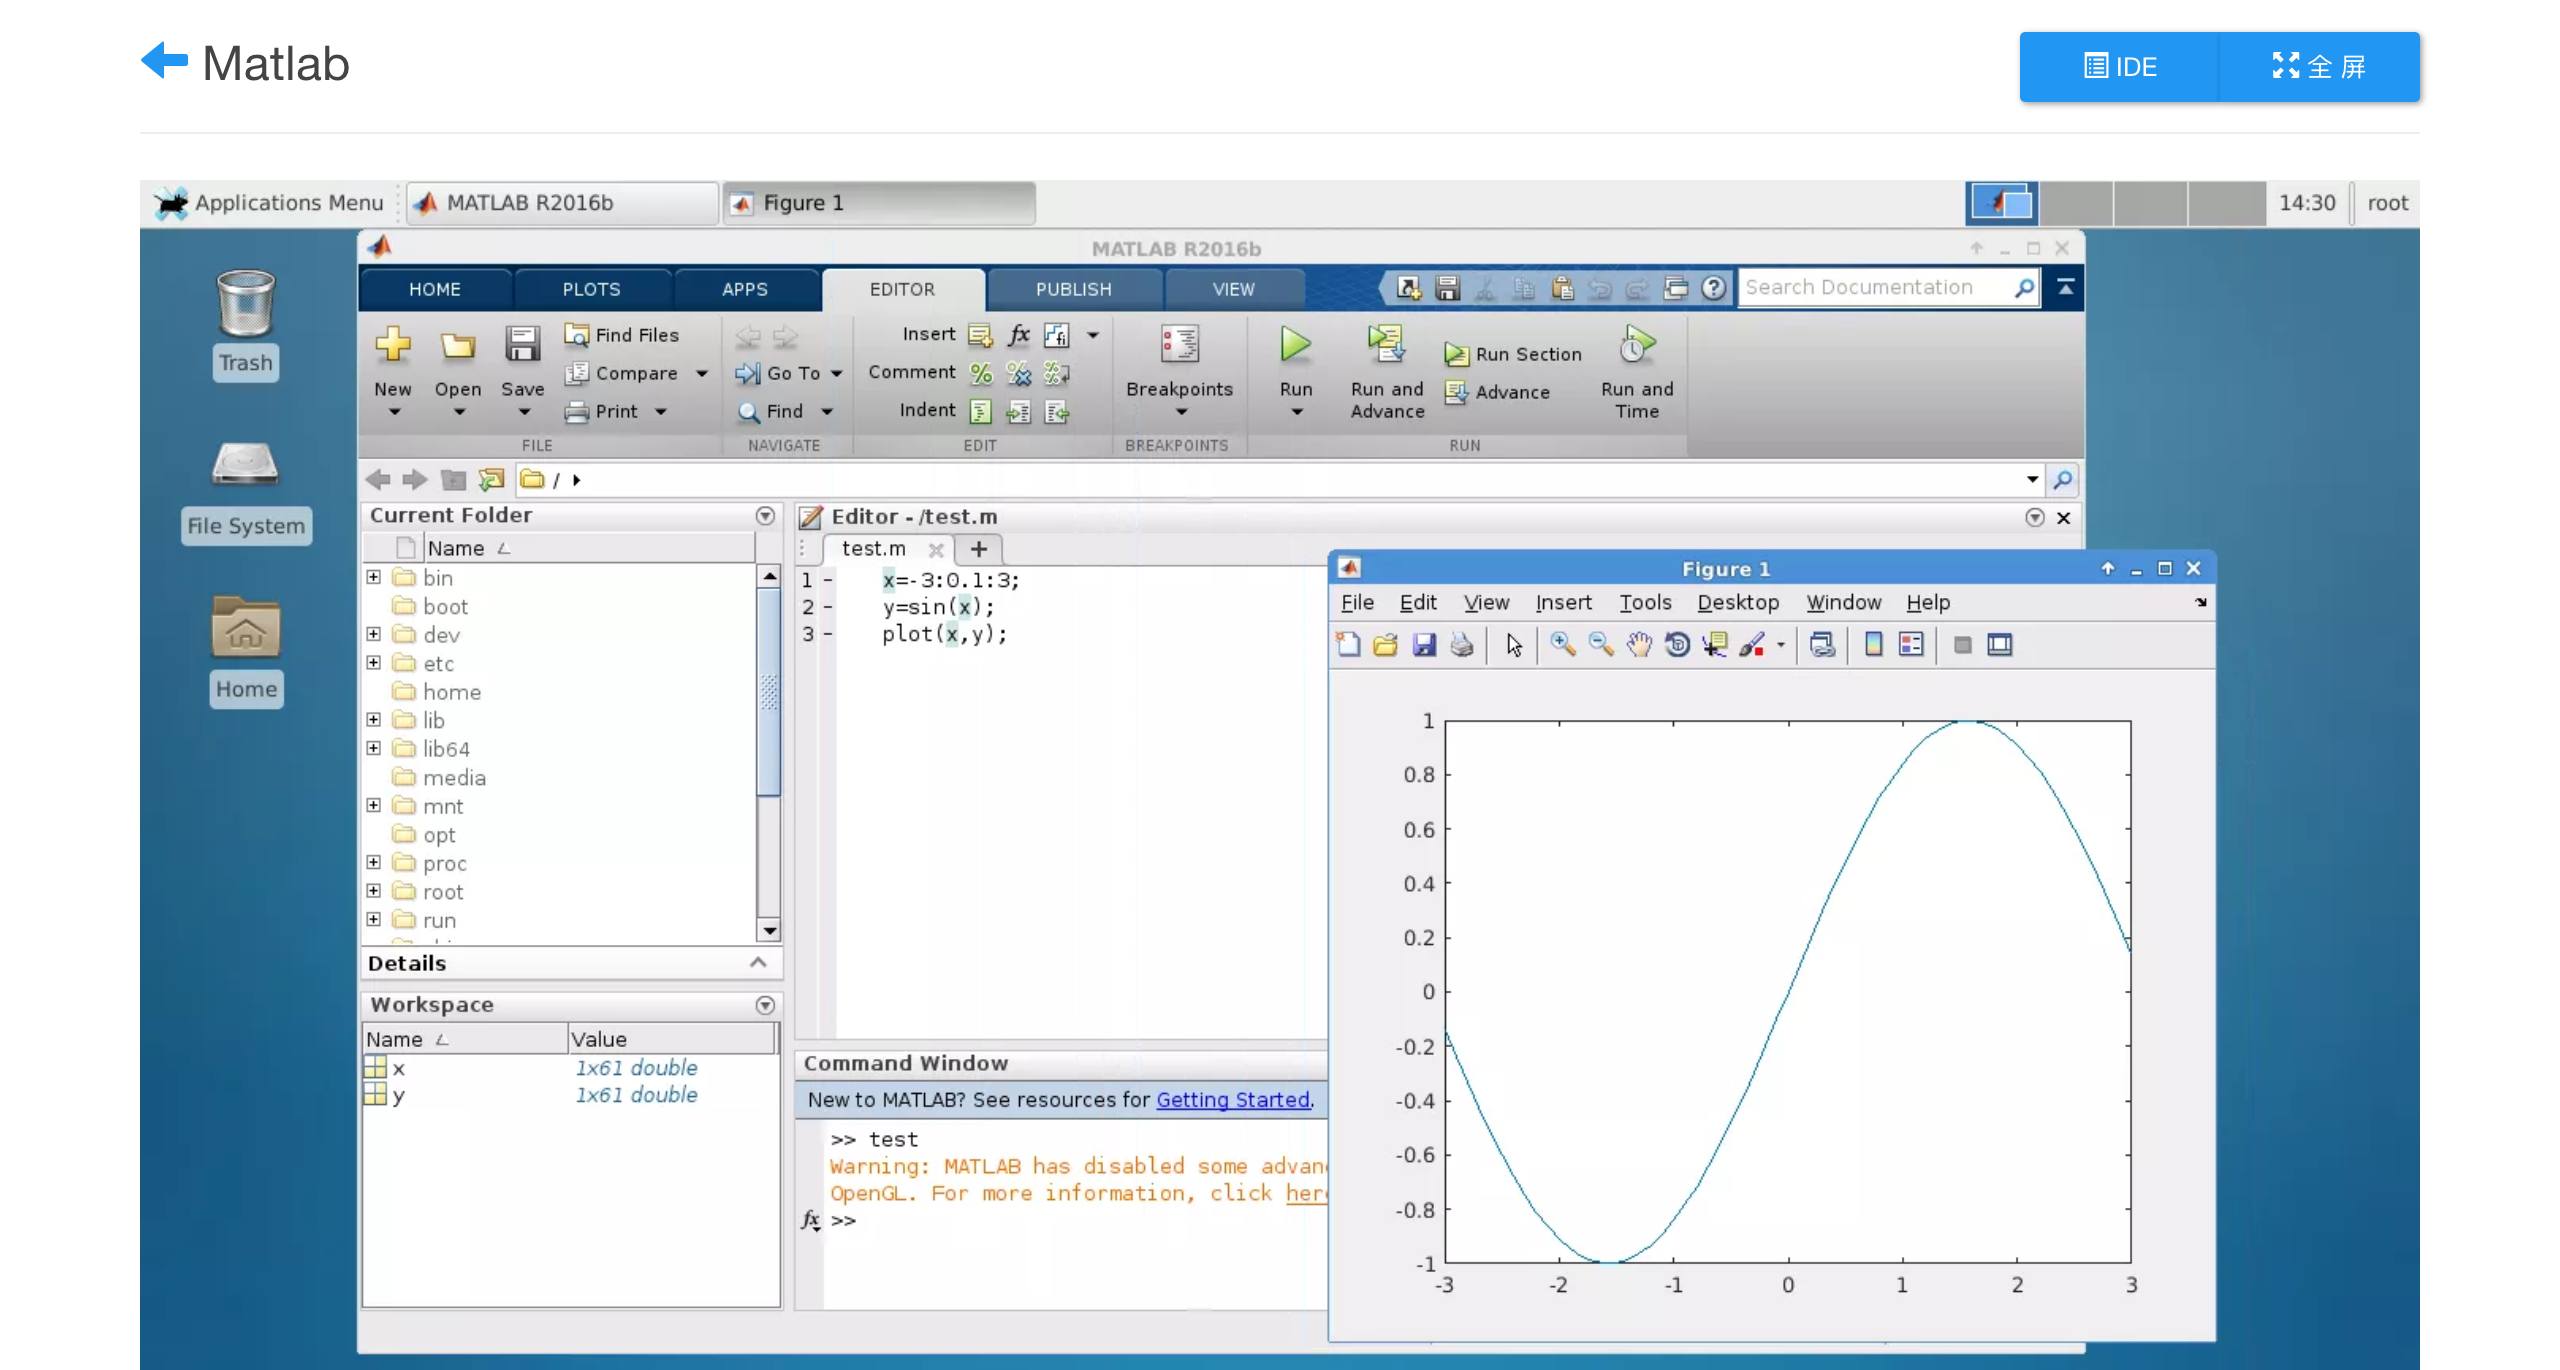 Matlab
IDE 全 屏
Applications Menu MATLAB R2016b Figure 1 14:30 root
MATLAB R2016b
HOME PLOTS APPS EDITOR PUBLISH VIEW Search Documentation
New Open Save Find Files Compare Print
FILE
Go To Find
NAVIGATE
Insert fx
Comment
Indent
EDIT
Breakpoints
BREAKPOINTS
Run Run and Advance Run Section Advance Run and Time
RUN
/
Trash
File System
Home
Current Folder
Name
bin
boot
dev
etc
home
lib
lib64
media
mnt
opt
proc
root
run
Details
Workspace
Name Value
x 1x61 double
y 1x61 double
Editor - /test.m
test.m
1 - x=-3:0.1:3;
2 - y=sin(x);
3 - plot(x,y);
Command Window
New to MATLAB? See resources for Getting Started.
>> test
Warning: MATLAB has disabled some advan
OpenGL. For more information, click her
fx >>
Figure 1
File Edit View Insert Tools Desktop Window Help
1
0.8
0.6
0.4
0.2
0
-0.2
-0.4
-0.6
-0.8
-1
-3 -2 -1 0 1 2 3